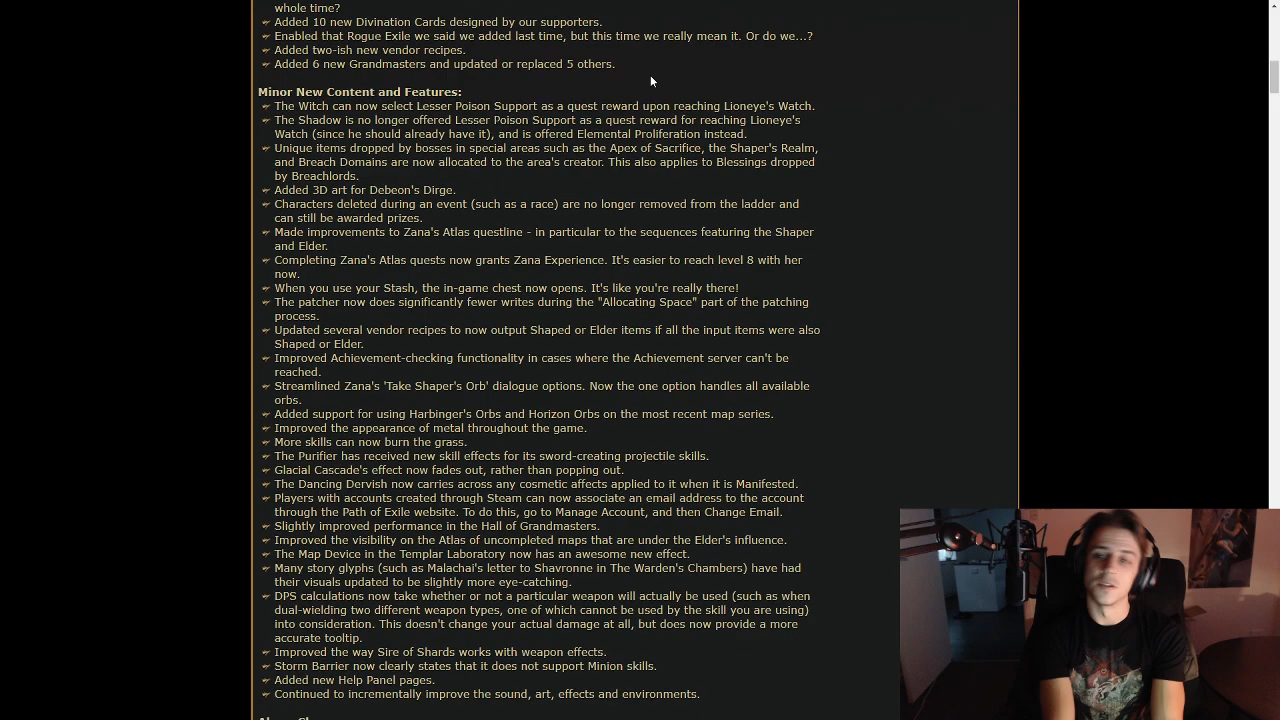 whole time?
Added 10 new Divination Cards designed by our supporters.
Enabled that Rogue Exile we said we added last time, but this time we really mean it. Or do we...?
Added two-ish new vendor recipes.
Added 6 new Grandmasters and updated or replaced 5 others.
Minor New Content and Features:
The Witch can now select Lesser Poison Support as a quest reward upon reaching Lioneye's Watch.
The Shadow is no longer offered Lesser Poison Support as a quest reward for reaching Lioneye's
Watch (since he should already have it), and is offered Elemental Proliferation instead.
Unique items dropped by bosses in special areas such as the Apex of Sacrifice, the Shaper's Realm,
and Breach Domains are now allocated to the area's creator. This also applies to Blessings dropped
by Breachlords.
Added 3D art for Debeon's Dirge.
Characters deleted during an event (such as a race) are no longer removed from the ladder and
can still be awarded prizes.
Made improvements to Zana's Atlas questline - in particular to the sequences featuring the Shaper
and Elder.
Completing Zana's Atlas quests now grants Zana Experience. It's easier to reach level 8 with her
now.
When you use your Stash, the in-game chest now opens. It's like you're really there!
The patcher now does significantly fewer writes during the "Allocating Space" part of the patching
process.
Updated several vendor recipes to now output Shaped or Elder items if all the input items were also
Shaped or Elder.
Improved Achievement-checking functionality in cases where the Achievement server can't be
reached.
Streamlined Zana's 'Take Shaper's Orb' dialogue options. Now the one option handles all available
orbs.
Added support for using Harbinger's Orbs and Horizon Orbs on the most recent map series.
Improved the appearance of metal throughout the game.
More skills can now burn the grass.
The Purifier has received new skill effects for its sword-creating projectile skills.
Glacial Cascade's effect now fades out, rather than popping out.
The Dancing Dervish now carries across any cosmetic affects applied to it when it is Manifested.
Players with accounts created through Steam can now associate an email address to the account
through the Path of Exile website. To do this, go to Manage Account, and then Change Email.
Slightly improved performance in the Hall of Grandmasters.
Improved the visibility on the Atlas of uncompleted maps that are under the Elder's influence.
The Map Device in the Templar Laboratory now has an awesome new effect.
Many story glyphs (such as Malachai's letter to Shavronne in The Warden's Chambers) have had
their visuals updated to be slightly more eye-catching.
DPS calculations now take whether or not a particular weapon will actually be used (such as when
dual-wielding two different weapon types, one of which cannot be used by the skill you are using)
into consideration. This doesn't change your actual damage at all, but does now provide a more
accurate tooltip.
Improved the way Sire of Shards works with weapon effects.
Storm Barrier now clearly states that it does not support Minion skills.
Added new Help Panel pages.
Continued to incrementally improve the sound, art, effects and environments.